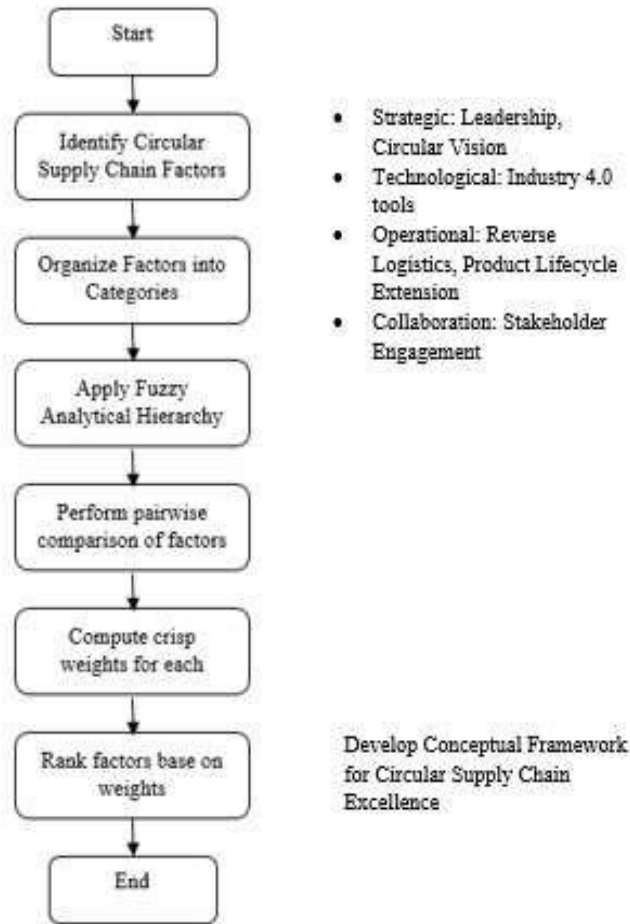 Start
Identify Circular
Supply Chain Factors
• Strategic: Leadership,
Circular Vision
• Technological: Industry 4.0
tools
• Operational: Reverse
Logistics, Product Lifecycle
Extension
• Collaboration: Stakeholder
Engagement
Organize Factors into
Categories
Apply Fuzzy
Analytical Hierarchy
Perform pairwise
comparison of factors
Compute crisp
weights for each
Rank factors base on
weights
Develop Conceptual Framework
for Circular Supply Chain
Excellence
End